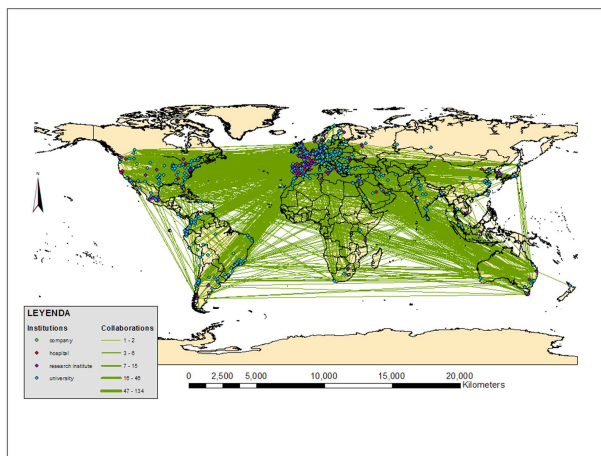 N
LEYENDA
Institutions Collaborations
company 1 - 2
hospital 3 - 6
research institute 7 - 15
university 16 - 46
47 - 134
0 2,500 5,000 10,000 15,000 20,000
Kilometers